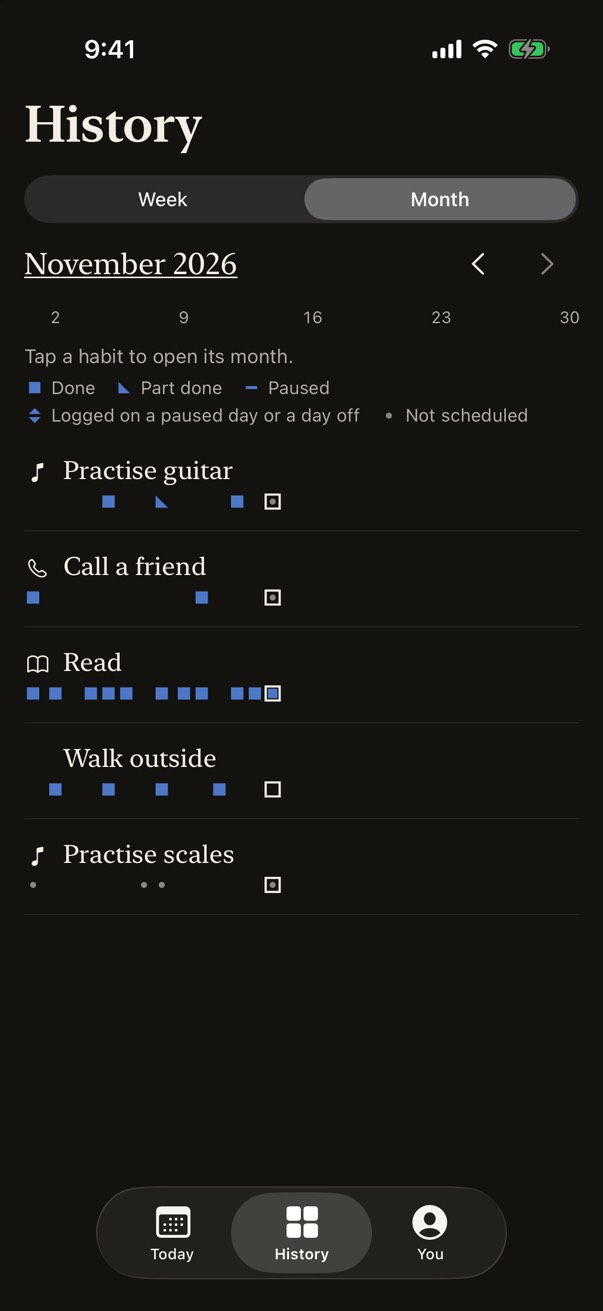 9:41
History
Week Month
November 2026
2 9 16 23 30
Tap a habit to open its month.
Done Part done Paused
Logged on a paused day or a day off Not scheduled
Practise guitar
Call a friend
Read
Walk outside
Practise scales
Today History You